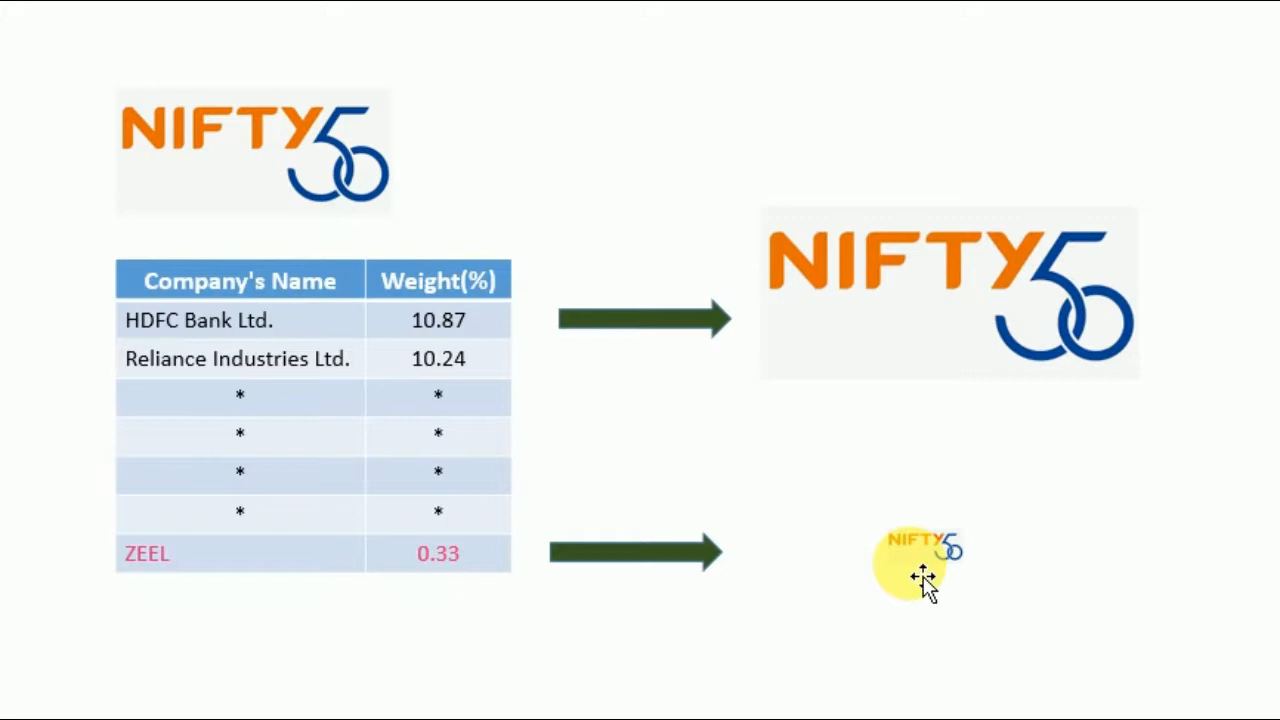 NIFTY50
Company's Name Weight(%)
HDFC Bank Ltd. 10.87
Reliance Industries Ltd. 10.24
* *
* *
* *
* *
ZEEL 0.33
NIFTY50
NIFTY50